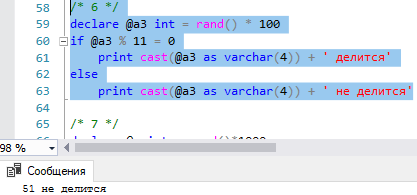 58 /* 6 */
59 declare @a3 int = rand() * 100
60 if @a3 % 11 = 0
61 print cast(@a3 as varchar(4)) + ' делится'
62 else
63 print cast(@a3 as varchar(4)) + ' не делится'
64
65 /* 7 */
98 %
Сообщения
51 не делится